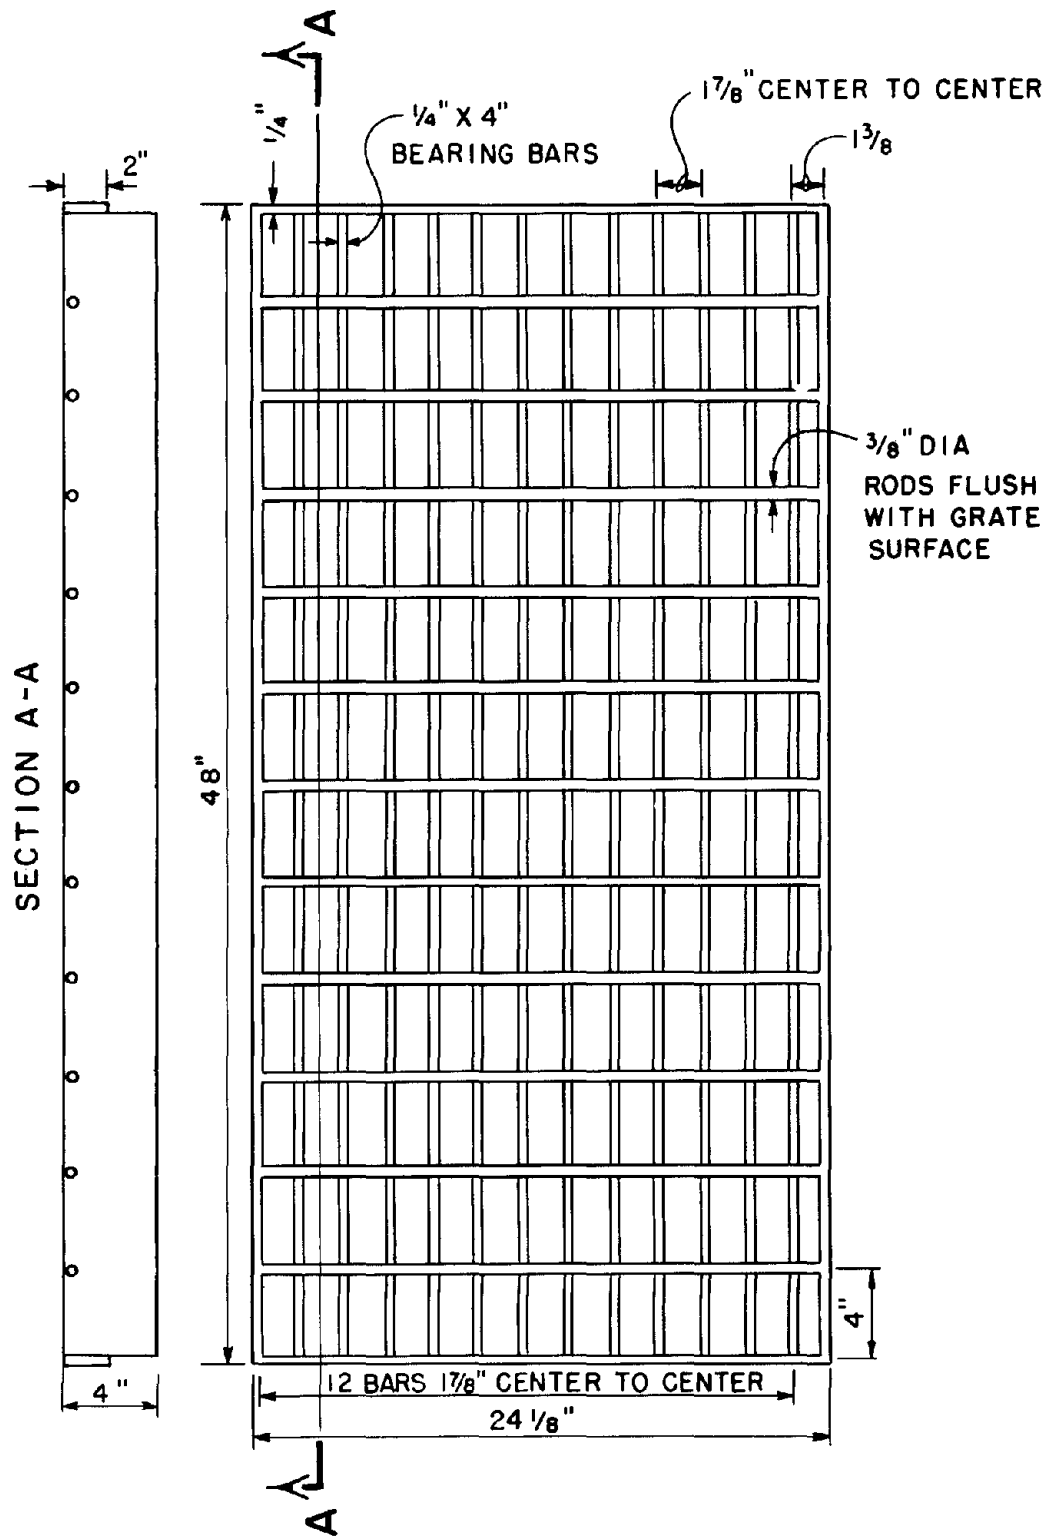 A
1/4"
1/4" X 4"
BEARING BARS
1 7/8" CENTER TO CENTER
1 3/8
2"
3/8" DIA
RODS FLUSH
WITH GRATE
SURFACE
SECTION A-A
48"
4"
4"
12 BARS 1 7/8" CENTER TO CENTER
24 1/8"
A